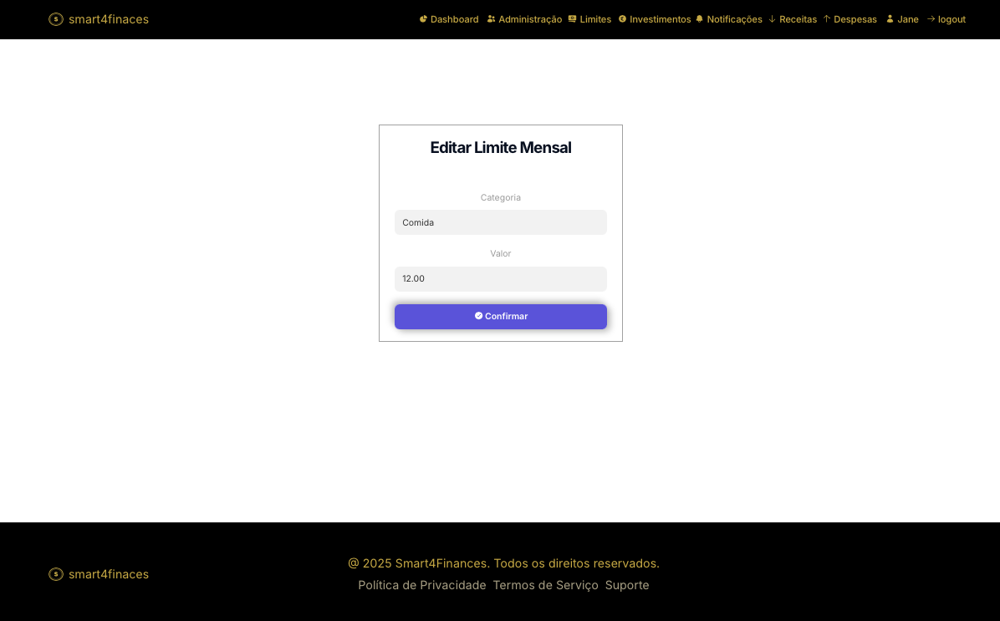 smart4finaces Dashboard Administração Limites Investimentos Notificações Receitas Despesas Jane logout
Editar Limite Mensal
Categoria
Comida
Valor
12.00
Confirmar
@ 2025 Smart4Finances. Todos os direitos reservados.
smart4finaces
Política de Privacidade Termos de Serviço Suporte